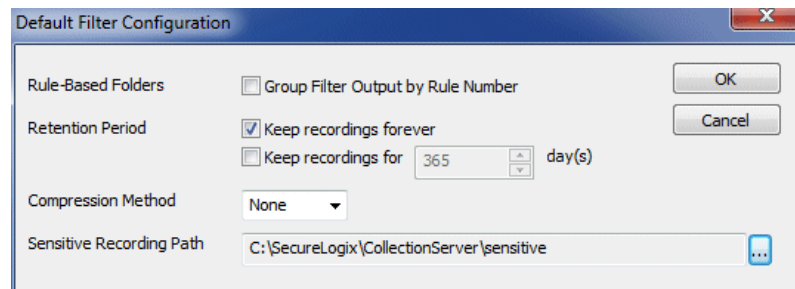 Default Filter Configuration
Rule-Based Folders
Group Filter Output by Rule Number
OK
Retention Period
Keep recordings forever
Cancel
Keep recordings for 365 day(s)
Compression Method
None
Sensitive Recording Path
C:\SecureLogix\CollectionServer\sensitive
...